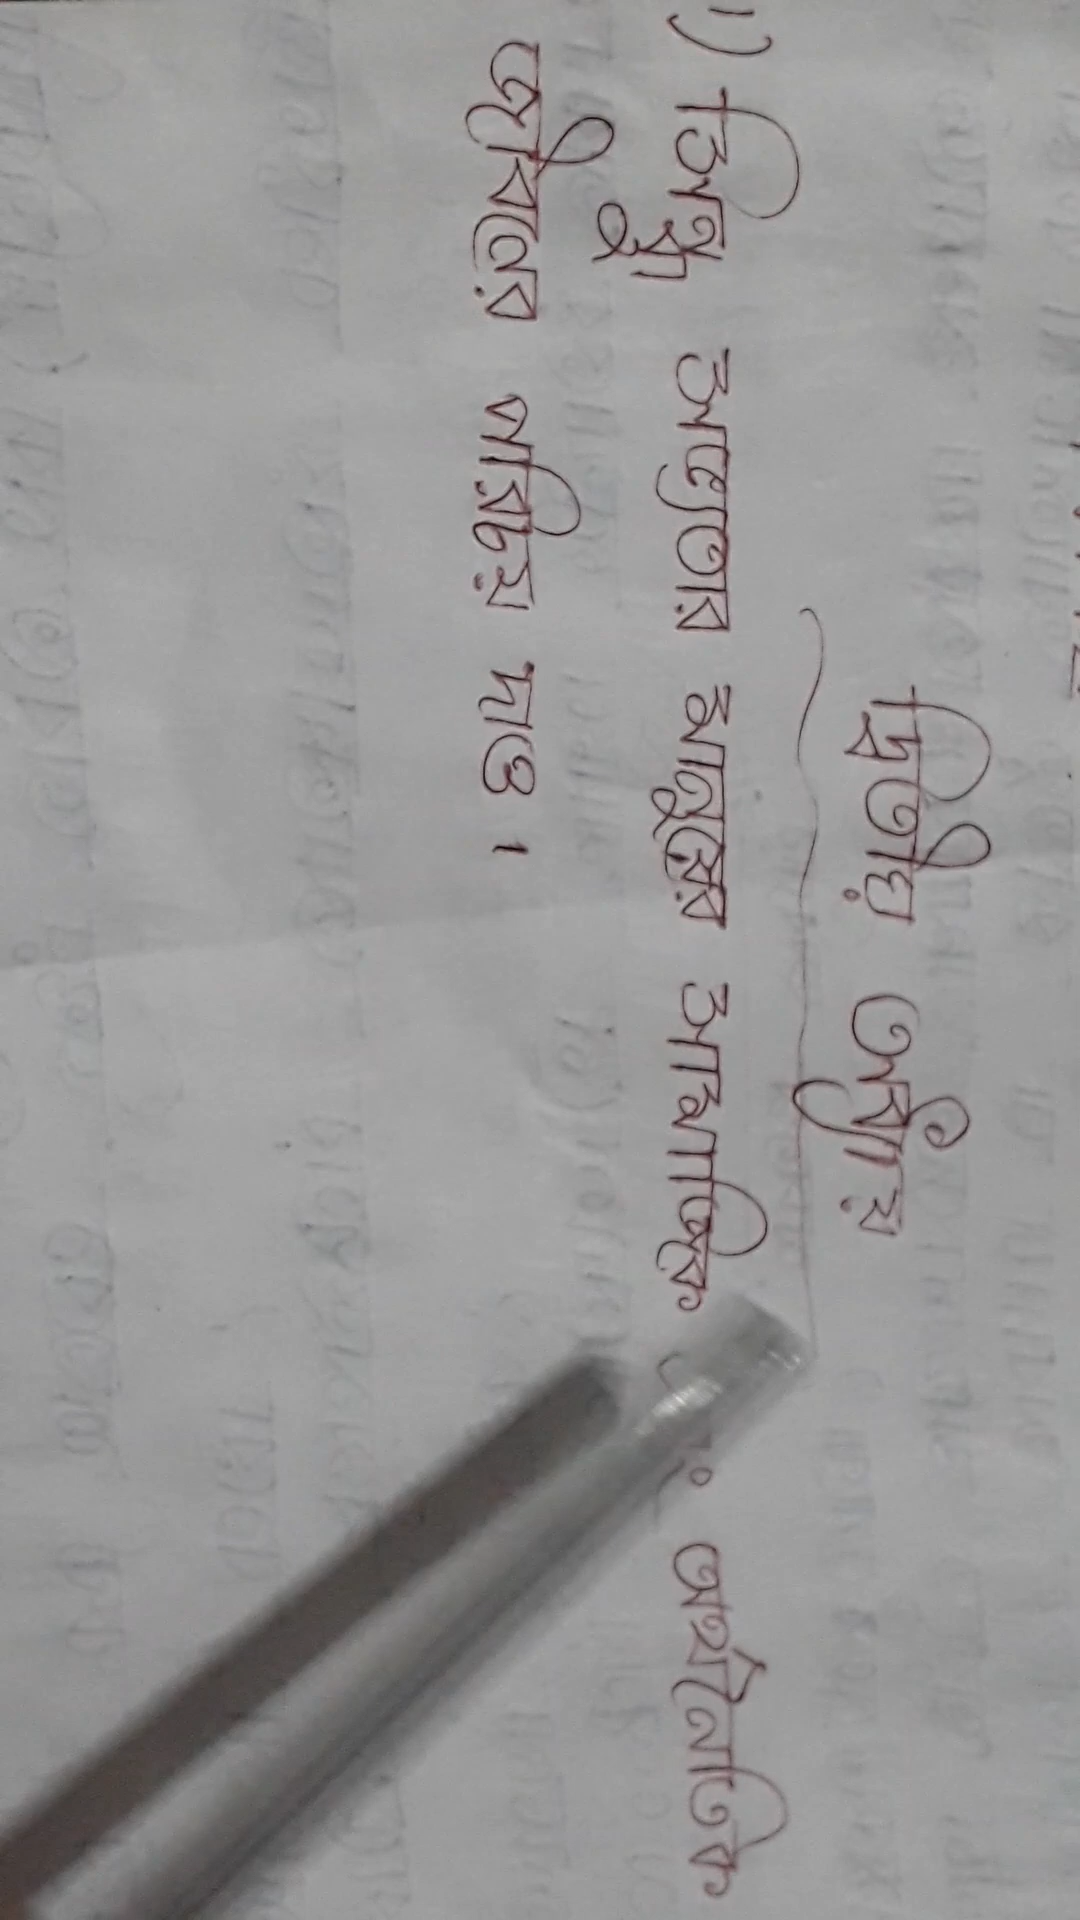 দ্বিতীয় অধ্যায়
1) সিন্ধু সভ্যতার মানুষের সামাজিক অর্থনৈতিক
জীবনের পরিচয় দাও ।